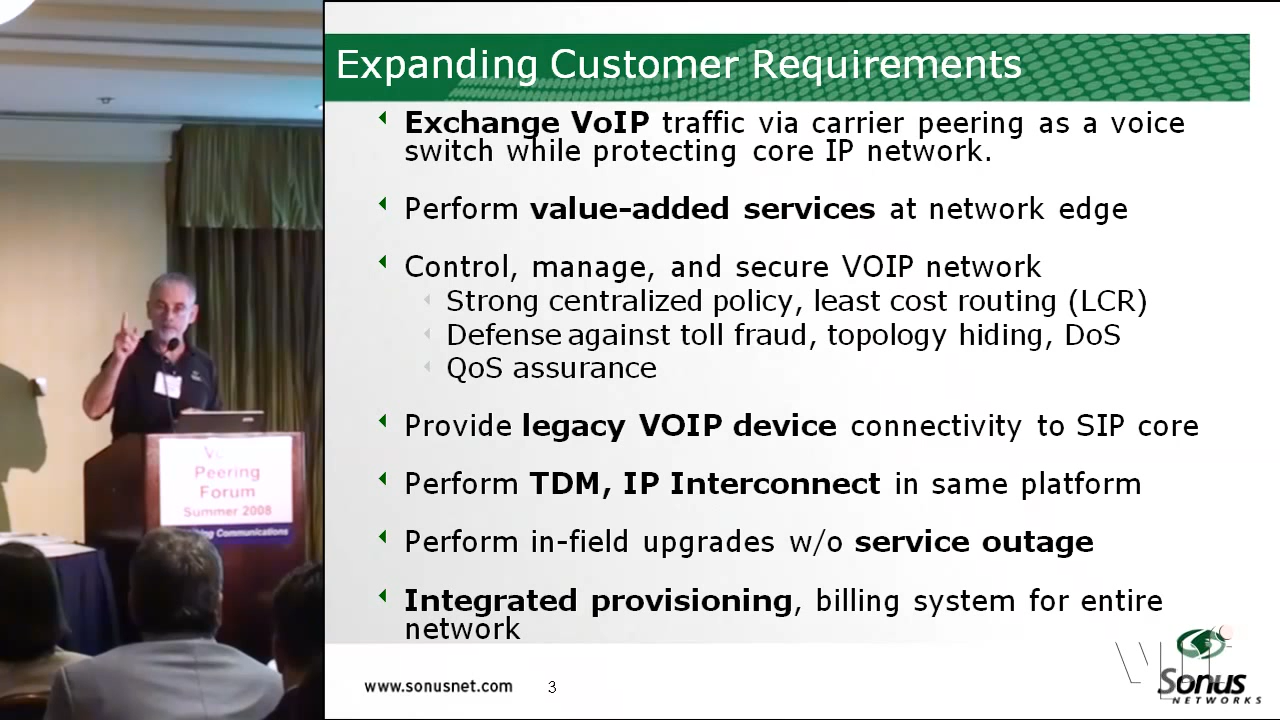 Expanding Customer Requirements
Exchange VoIP traffic via carrier peering as a voice
switch while protecting core IP network.
Perform value-added services at network edge
Control, manage, and secure VOIP network
Strong centralized policy, least cost routing (LCR)
Defense against toll fraud, topology hiding, DoS
QoS assurance
Provide legacy VOIP device connectivity to SIP core
Perform TDM, IP Interconnect in same platform
Perform in-field upgrades w/o service outage
Integrated provisioning, billing system for entire
network
www.sonusnet.com 3
Sonus
NETWORKS
Peering
Forum
Summer 2008
Communications